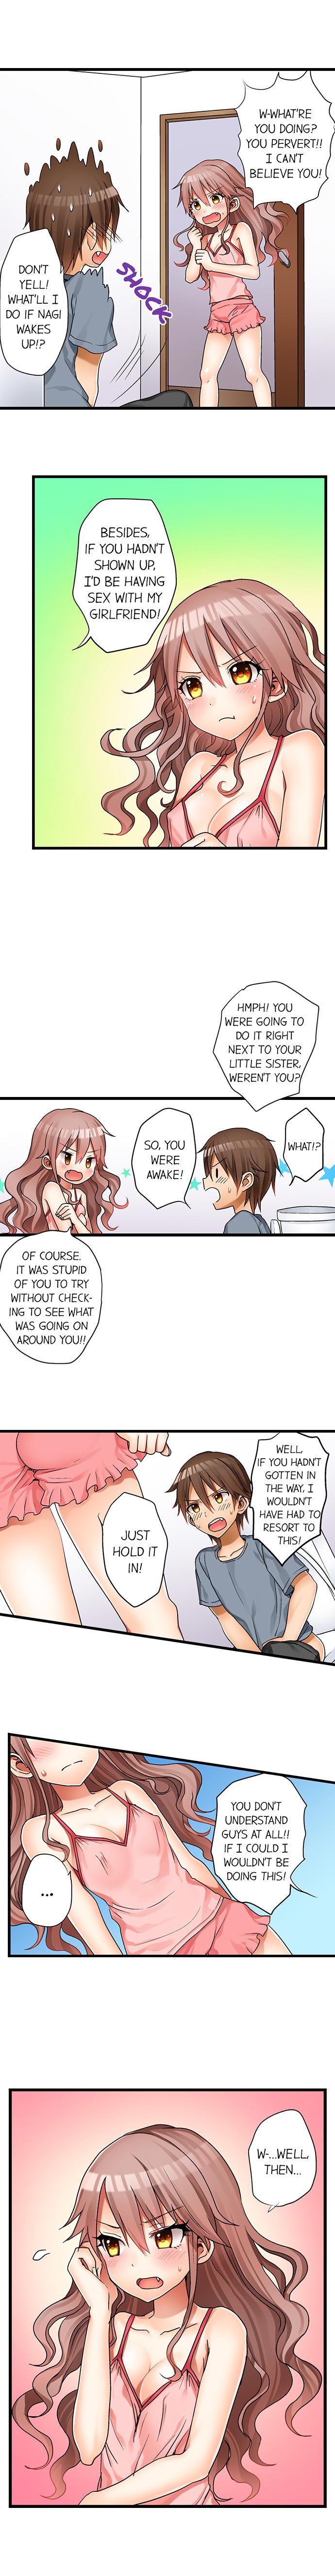 W-WHAT'RE
YOU DOING?
YOU PERVERT!!
I CAN'T
BELIEVE YOU!
SHOCK
DON'T
YELL!
WHAT'LL I
DO IF NAGI
WAKES
UP!?
BESIDES,
IF YOU HADN'T
SHOWN UP,
I'D BE HAVING
SEX WITH MY
GIRLFRIEND!
HMPH! YOU
WERE GOING TO
DO IT RIGHT
NEXT TO YOUR
LITTLE SISTER,
WEREN'T YOU?
WHAT!?
SO, YOU
WERE
AWAKE!
OF COURSE.
IT WAS STUPID
OF YOU TO TRY
WITHOUT CHECK-
ING TO SEE WHAT
WAS GOING ON
AROUND YOU!!
WELL,
IF YOU HADN'T
GOTTEN IN
THE WAY, I
WOULDN'T
HAVE HAD TO
RESORT TO
THIS!
JUST
HOLD IT
IN!
YOU DON'T
UNDERSTAND
GUYS AT ALL!!
IF I COULD I
WOULDN'T BE
DOING THIS!
...
W-...WELL,
THEN...